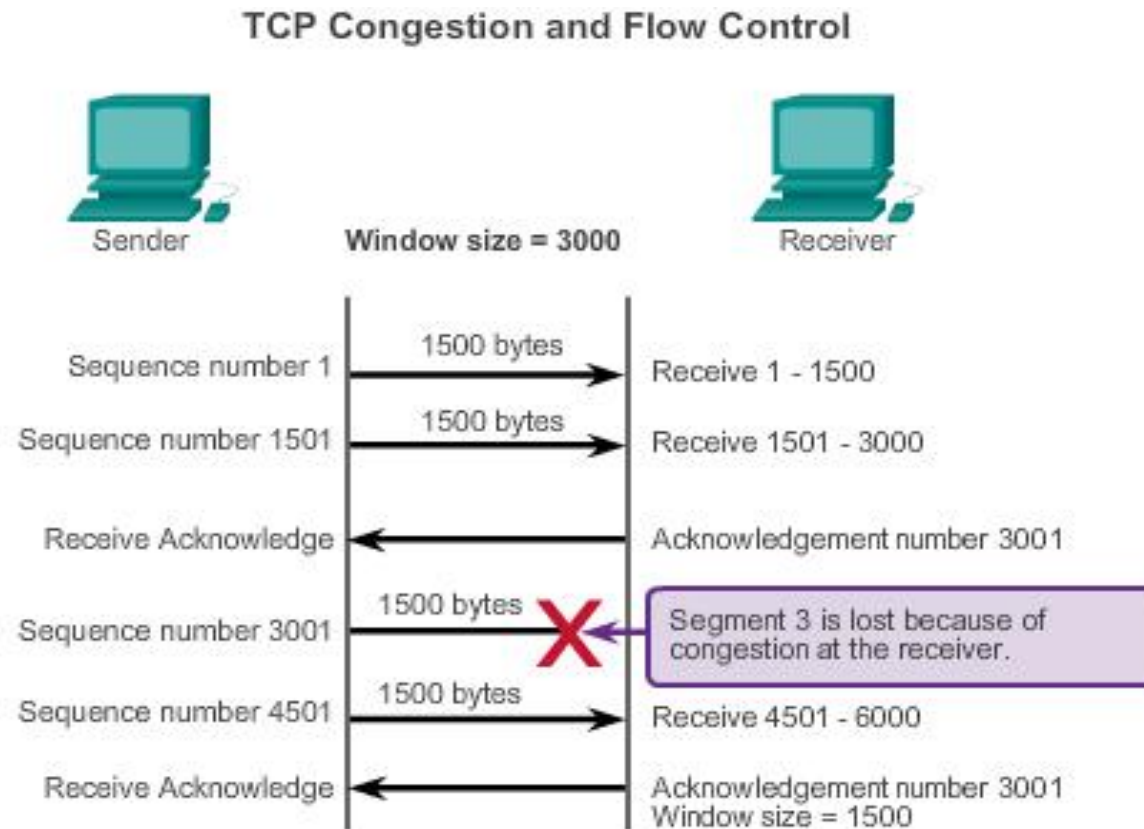 TCP Congestion and Flow Control
Sender
Window size = 3000
Receiver
Sequence number 1
1500 bytes
Receive 1 - 1500
Sequence number 1501
1500 bytes
Receive 1501 - 3000
Receive Acknowledge
Acknowledgement number 3001
Sequence number 3001
1500 bytes
Segment 3 is lost because of
congestion at the receiver.
Sequence number 4501
1500 bytes
Receive 4501 - 6000
Receive Acknowledge
Acknowledgement number 3001
Window size = 1500